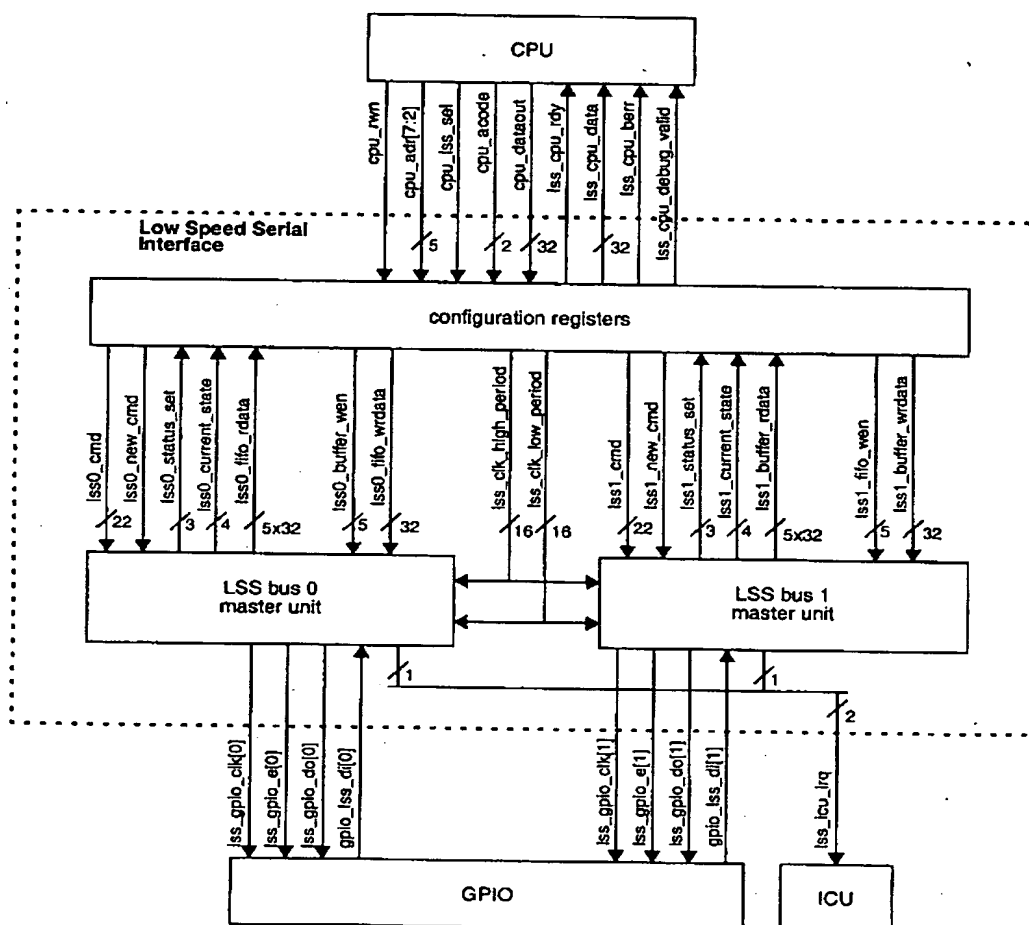 CPU
cpu_rwn
cpu_adr[7:2]
cpu_lss_sel
cpu_acode
cpu_dataout
lss_cpu_rdy
lss_cpu_data
lss_cpu_berr
lss_cpu_debug_valid
Low Speed Serial
Interface
5
2
32
32
configuration registers
lss0_cmd
lss0_new_cmd
lss0_status_set
lss0_current_state
lss0_fifo_rdata
lss0_buffer_wen
lss0_fifo_wrdata
lss_clk_high_period
lss_clk_low_period
lss1_cmd
lss1_new_cmd
lss1_status_set
lss1_current_state
lss1_buffer_rdata
lss1_fifo_wen
lss1_buffer_wrdata
22
3
4
5x32
5
32
16
16
22
3
4
5x32
5
32
LSS bus 0
master unit
LSS bus 1
master unit
1
1
2
lss_gpio_clk[0]
lss_gpio_e[0]
lss_gpio_do[0]
gpio_lss_di[0]
lss_gpio_clk[1]
lss_gpio_e[1]
lss_gpio_do[1]
gpio_lss_di[1]
lss_icu_irq
GPIO
ICU